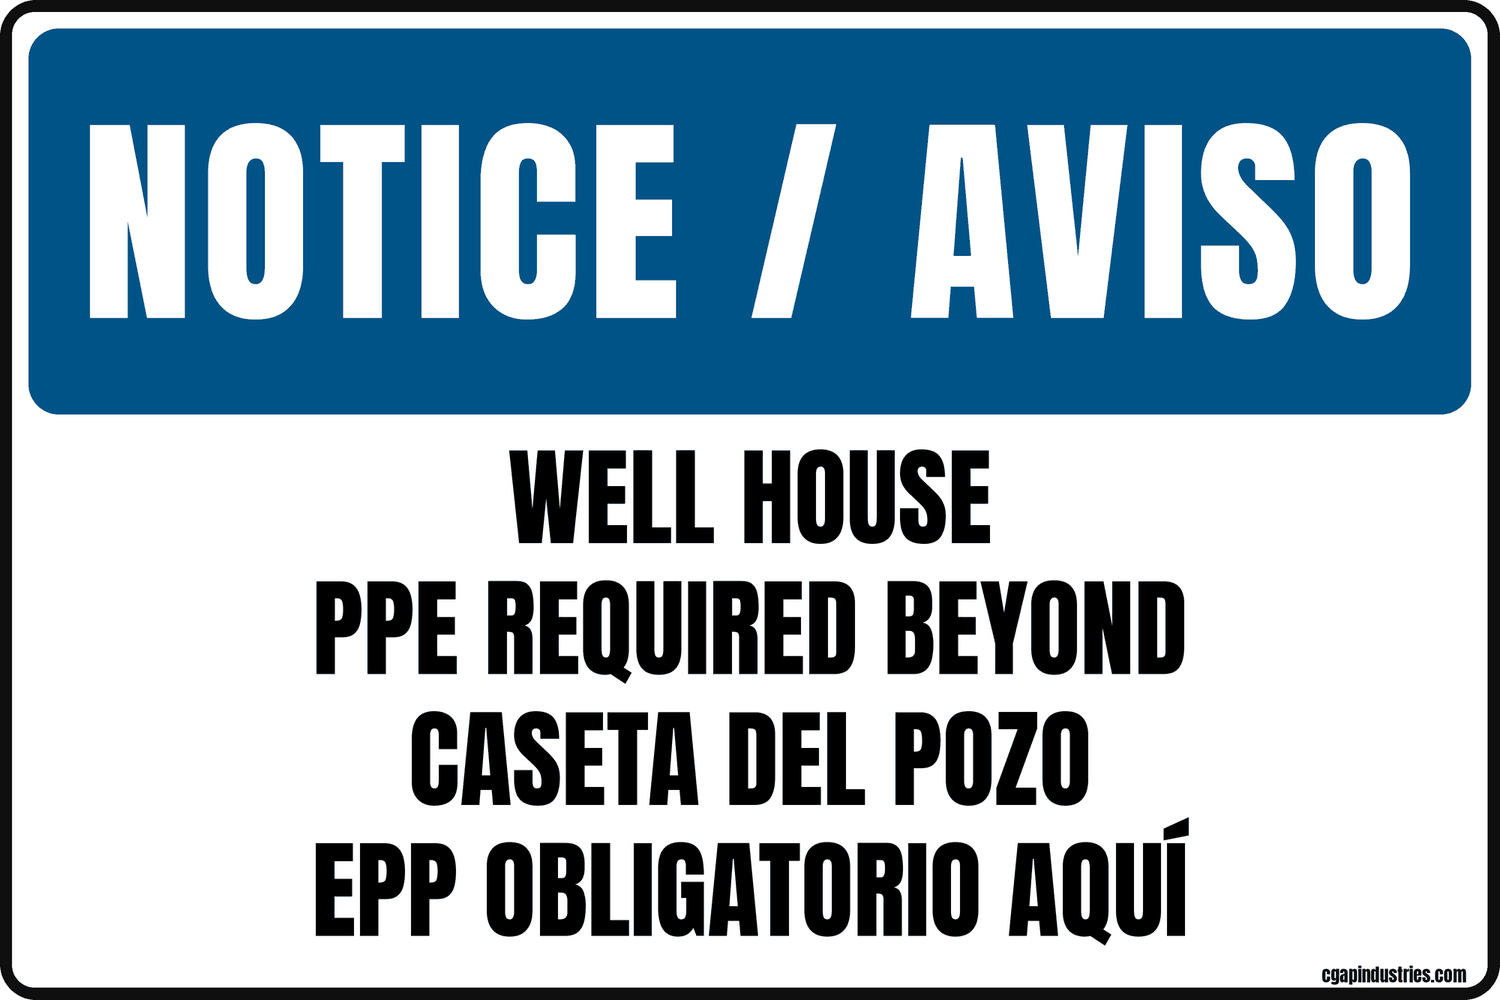 NOTICE / AVISO
WELL HOUSE
PPE REQUIRED BEYOND
CASETA DEL POZO
EPP OBLIGATORIO AQUÍ
cgapindustries.com